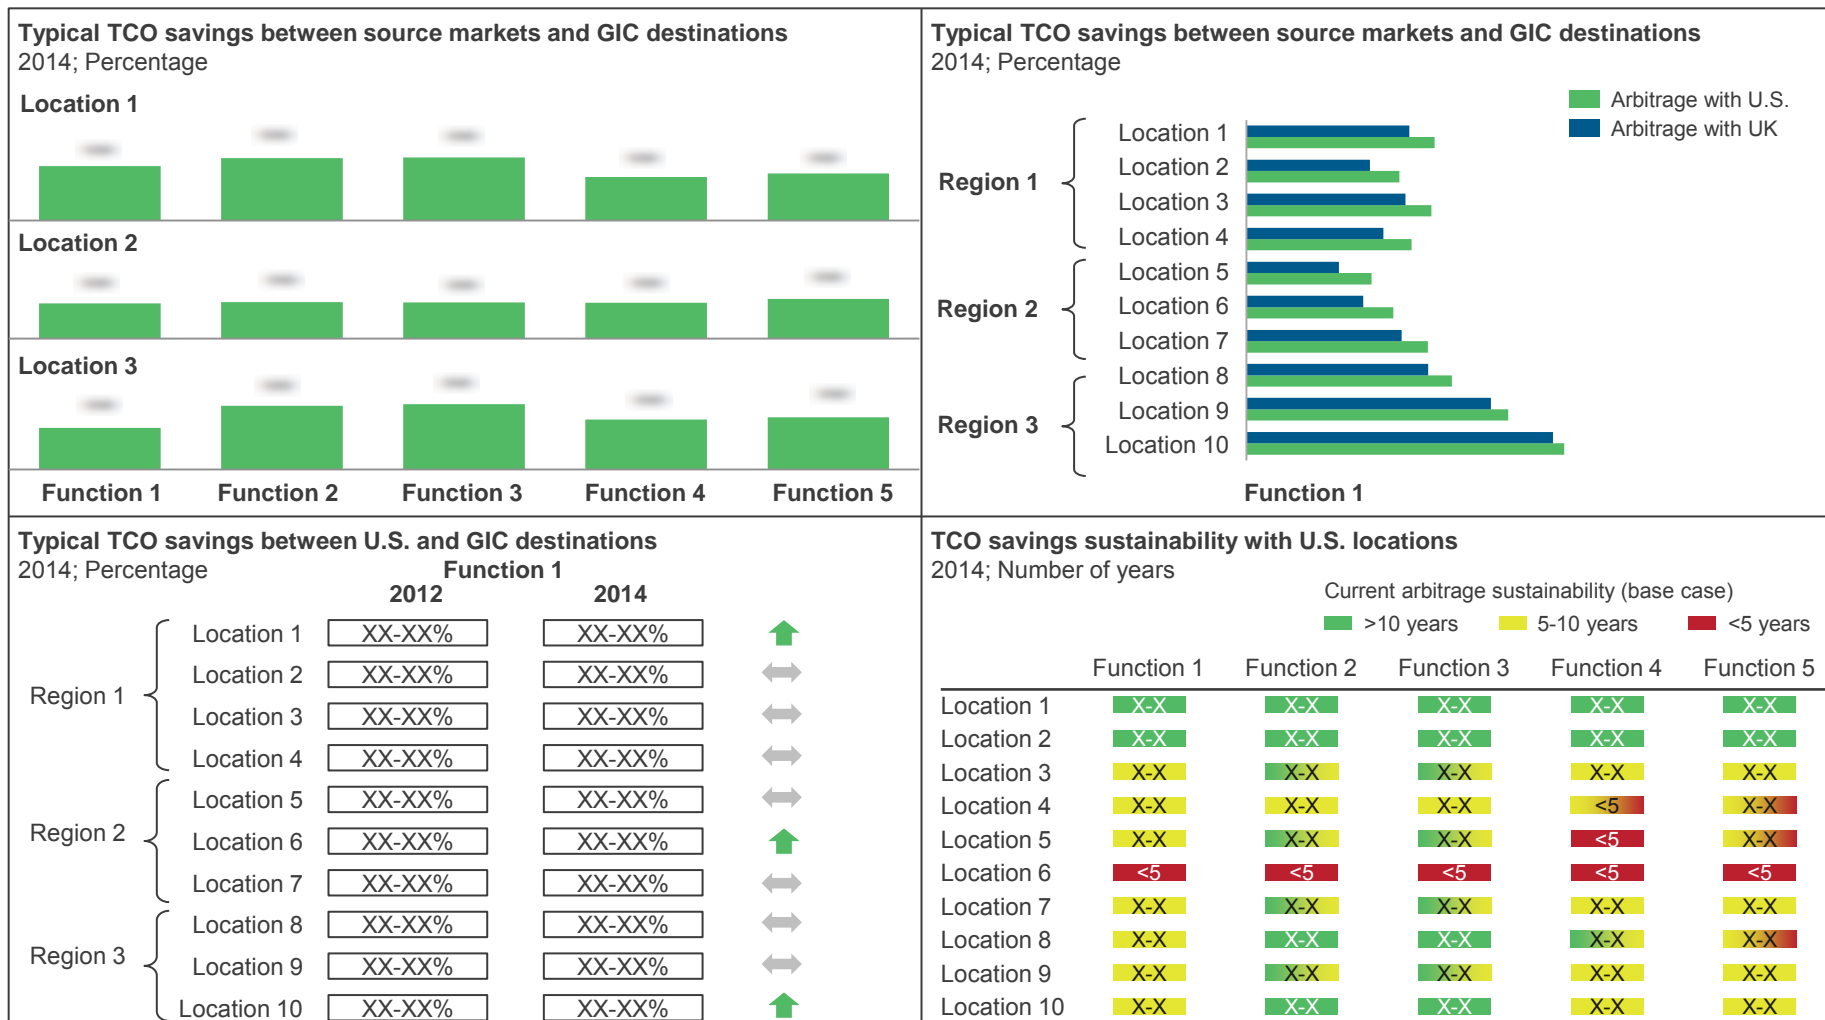 Typical TCO savings between source markets and GIC destinations
2014; Percentage
Location 1
Location 2
Location 3
Function 1 Function 2 Function 3 Function 4 Function 5
Typical TCO savings between source markets and GIC destinations
2014; Percentage
Arbitrage with U.S.
Arbitrage with UK
Region 1
Location 1
Location 2
Location 3
Location 4
Region 2
Location 5
Location 6
Location 7
Region 3
Location 8
Location 9
Location 10
Function 1
Typical TCO savings between U.S. and GIC destinations
2014; Percentage
Function 1
2012 2014
Region 1
Location 1 XX-XX% XX-XX%
Location 2 XX-XX% XX-XX%
Location 3 XX-XX% XX-XX%
Location 4 XX-XX% XX-XX%
Region 2
Location 5 XX-XX% XX-XX%
Location 6 XX-XX% XX-XX%
Location 7 XX-XX% XX-XX%
Region 3
Location 8 XX-XX% XX-XX%
Location 9 XX-XX% XX-XX%
Location 10 XX-XX% XX-XX%
TCO savings sustainability with U.S. locations
2014; Number of years
Current arbitrage sustainability (base case)
>10 years 5-10 years <5 years
Function 1 Function 2 Function 3 Function 4 Function 5
Location 1 X-X X-X X-X X-X X-X
Location 2 X-X X-X X-X X-X X-X
Location 3 X-X X-X X-X X-X X-X
Location 4 X-X X-X X-X <5 X-X
Location 5 X-X X-X X-X <5 X-X
Location 6 <5 <5 <5 <5 <5
Location 7 X-X X-X X-X X-X X-X
Location 8 X-X X-X X-X X-X X-X
Location 9 X-X X-X X-X X-X X-X
Location 10 X-X X-X X-X X-X X-X